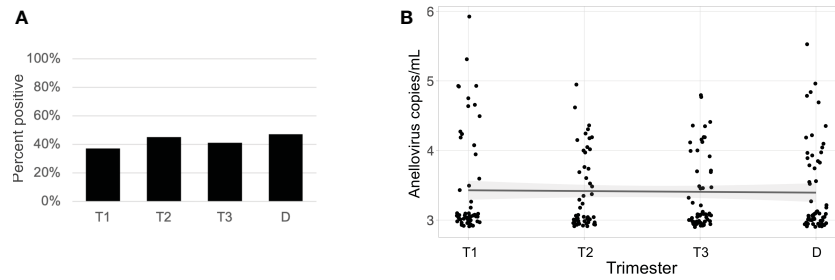 A
Percent positive
100%
80%
60%
40%
20%
0%
T1 T2 T3 D
B
Anellovirus copies/mL
6
5
4
3
T1 T2 T3 D
Trimester